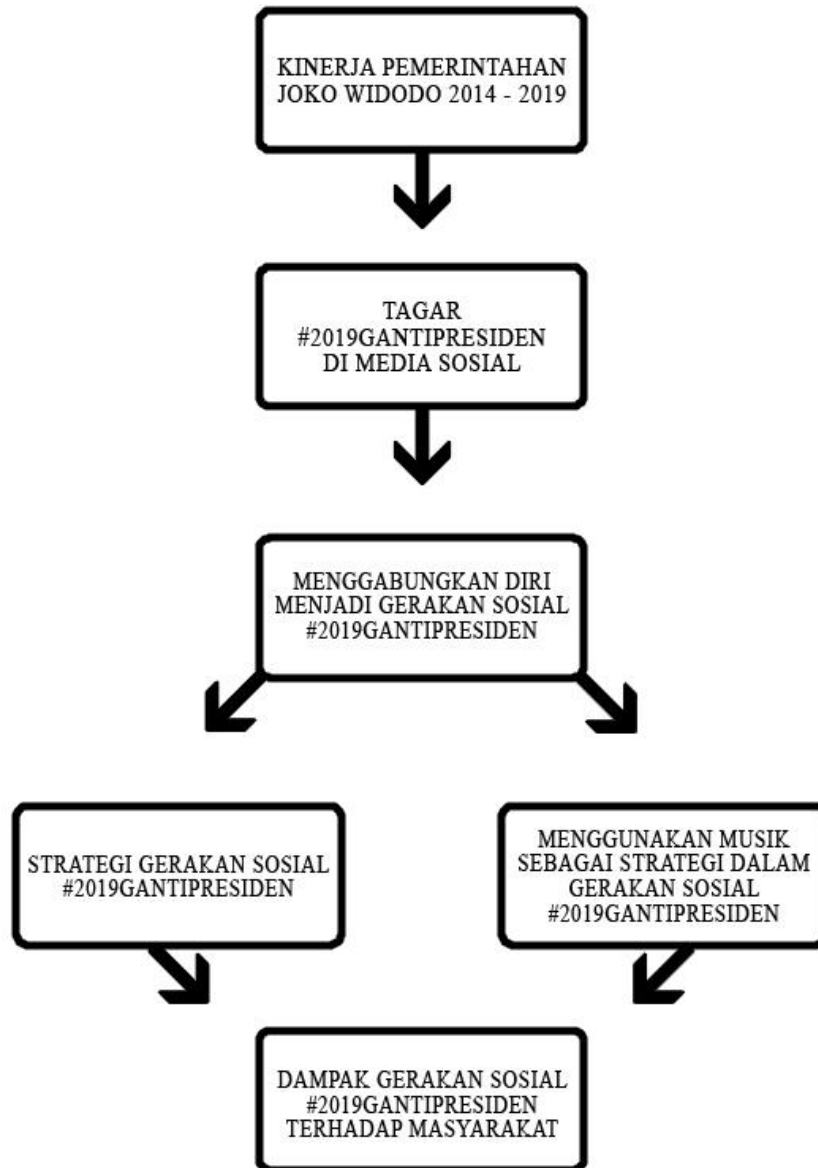 KINERJA PEMERINTAHAN
JOKO WIDODO 2014 - 2019
TAGAR
#2019GANTIPRESIDEN
DI MEDIA SOSIAL
MENGGABUNGKAN DIRI
MENJADI GERAKAN SOSIAL
#2019GANTIPRESIDEN
STRATEGI GERAKAN SOSIAL
#2019GANTIPRESIDEN
MENGGUNAKAN MUSIK
SEBAGAI STRATEGI DALAM
GERAKAN SOSIAL
#2019GANTIPRESIDEN
DAMPAK GERAKAN SOSIAL
#2019GANTIPRESIDEN
TERHADAP MASYARAKAT